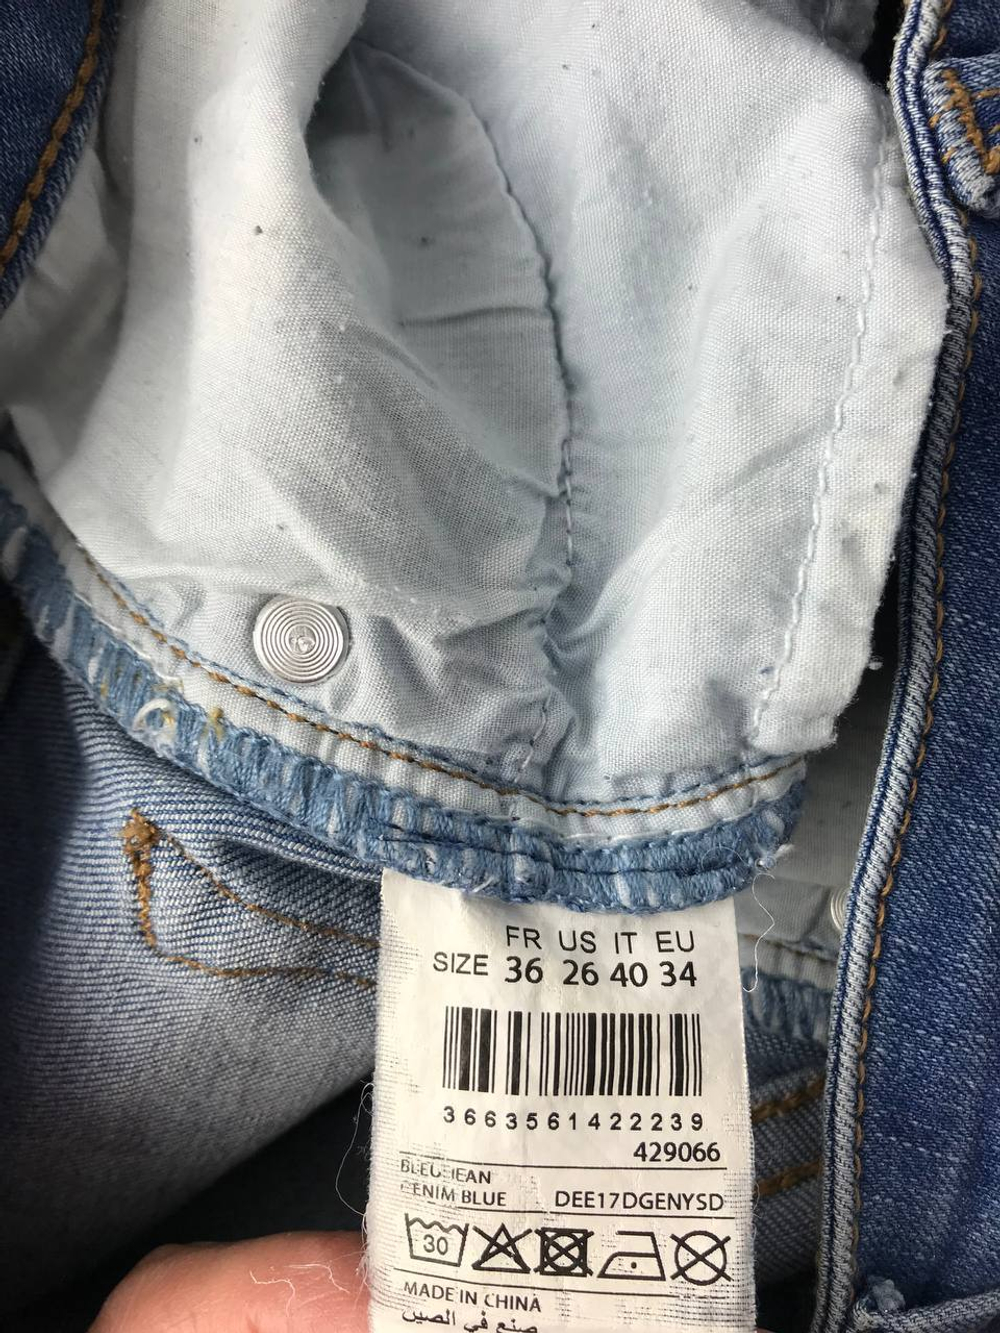 FR US IT EU
SIZE 36 26 40 34
3663561422239
429066
BLEU JEAN
DENIM BLUE DEE17DGENYSD
30
MADE IN CHINA
صنع في الصين